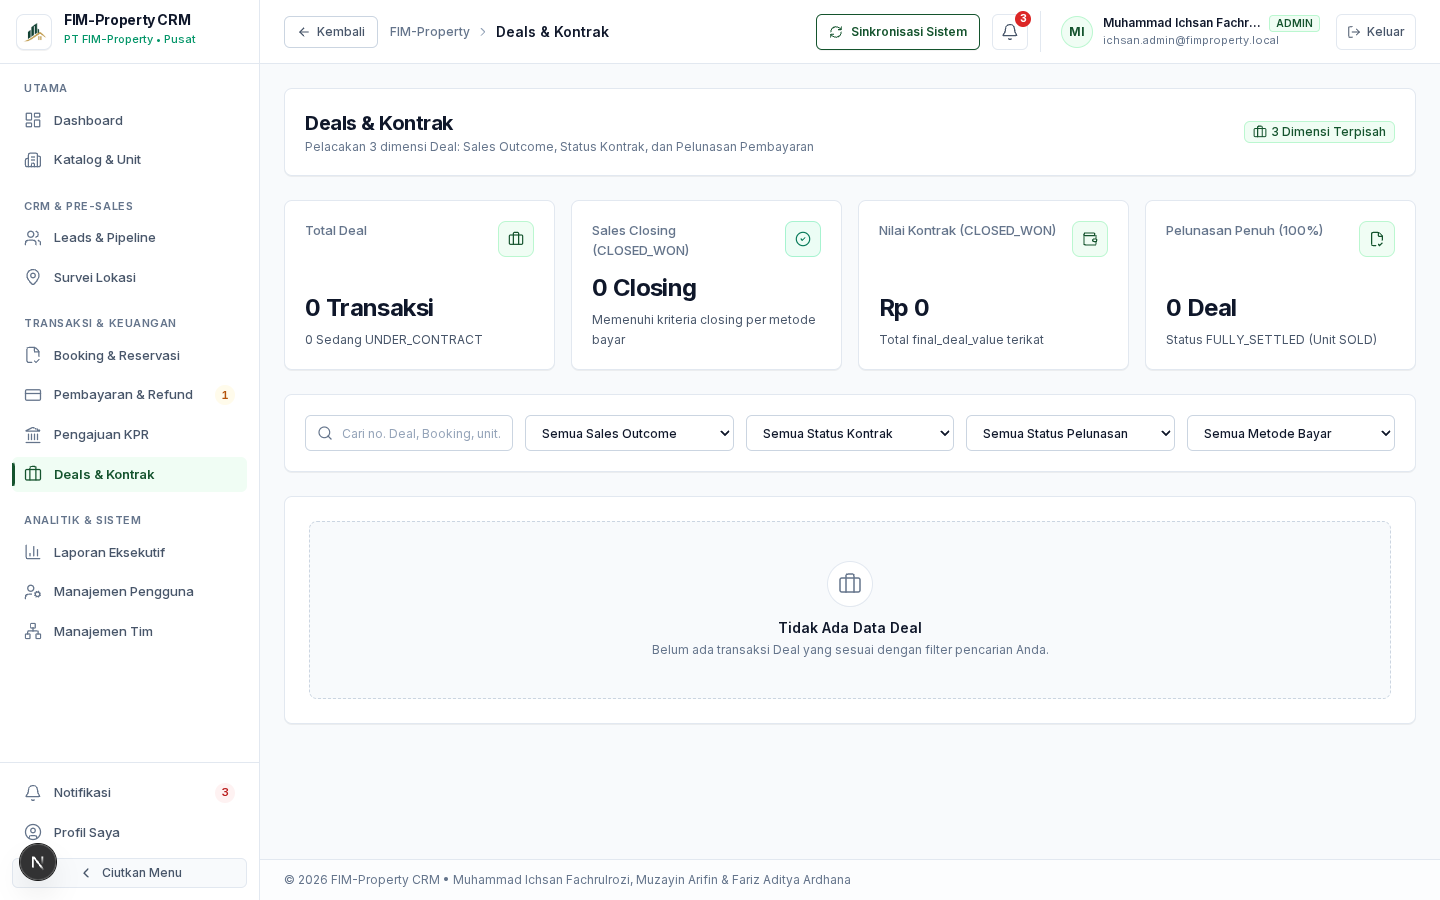 FIM-Property CRM
PT FIM-Property • Pusat
UTAMA
Dashboard
Katalog & Unit
CRM & PRE-SALES
Leads & Pipeline
Survei Lokasi
TRANSAKSI & KEUANGAN
Booking & Reservasi
Pembayaran & Refund 1
Pengajuan KPR
Deals & Kontrak
ANALITIK & SISTEM
Laporan Eksekutif
Manajemen Pengguna
Manajemen Tim
Notifikasi 3
Profil Saya
N
Ciutkan Menu
Kembali
FIM-Property
Deals & Kontrak
Sinkronisasi Sistem
3
MI
Muhammad Ichsan Fachr... ADMIN
ichsan.admin@fimproperty.local
Keluar
Deals & Kontrak
Pelacakan 3 dimensi Deal: Sales Outcome, Status Kontrak, dan Pelunasan Pembayaran
3 Dimensi Terpisah
Total Deal
0 Transaksi
0 Sedang UNDER_CONTRACT
Sales Closing
(CLOSED_WON)
0 Closing
Memenuhi kriteria closing per metode
bayar
Nilai Kontrak (CLOSED_WON)
Rp 0
Total final_deal_value terikat
Pelunasan Penuh (100%)
0 Deal
Status FULLY_SETTLED (Unit SOLD)
Cari no. Deal, Booking, unit.
Semua Sales Outcome
Semua Status Kontrak
Semua Status Pelunasan
Semua Metode Bayar
Tidak Ada Data Deal
Belum ada transaksi Deal yang sesuai dengan filter pencarian Anda.
© 2026 FIM-Property CRM • Muhammad Ichsan Fachrulrozi, Muzayin Arifin & Fariz Aditya Ardhana